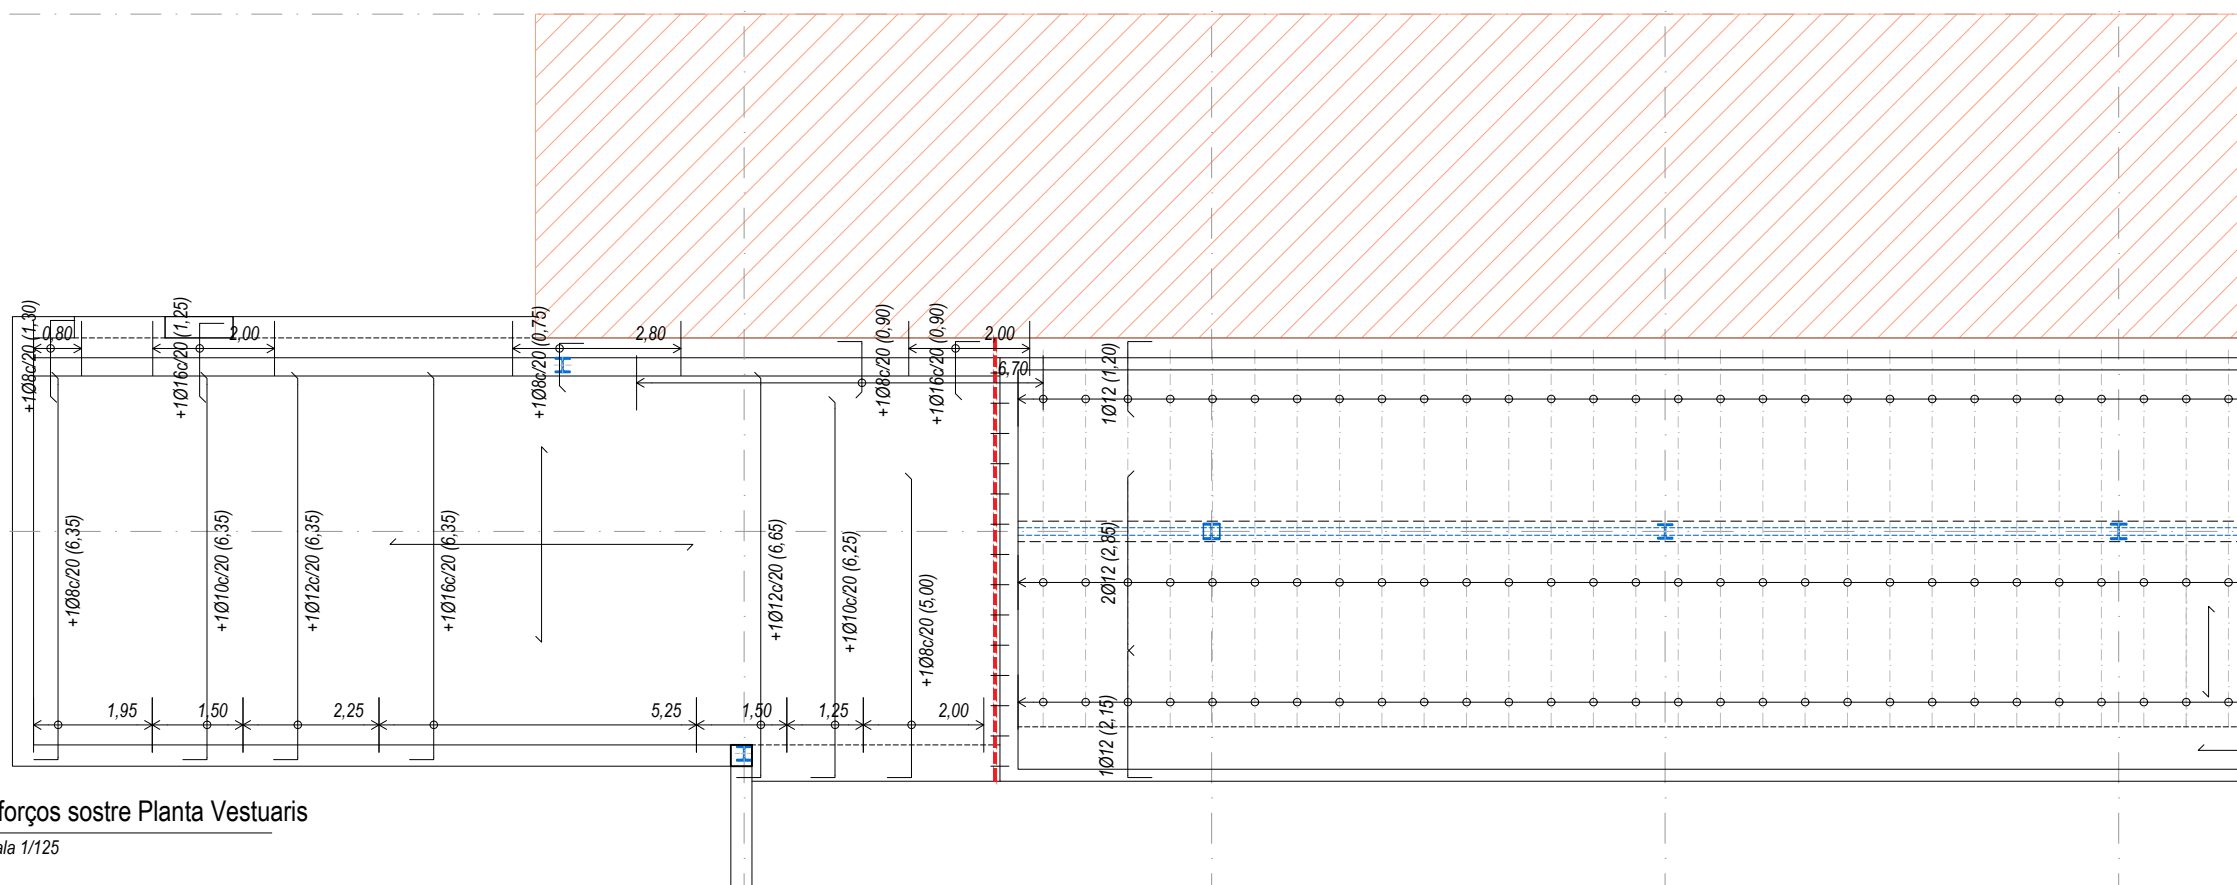 +1Ø8c/20 (1,30)
0,80
+1Ø16c/20 (1,25)
2,00
+1Ø8c/20 (0,75)
2,80
+1Ø8c/20 (0,90)
+1Ø16c/20 (0,90)
2,00
6,70
1Ø12 (1,20)
+1Ø8c/20 (6,35)
+1Ø10c/20 (6,35)
+1Ø12c/20 (6,35)
+1Ø16c/20 (6,35)
+1Ø12c/20 (6,65)
+1Ø10c/20 (6,25)
+1Ø8c/20 (5,00)
2Ø12 (2,85)
1,95
1,50
2,25
5,25
1,50
1,25
2,00
1Ø12 (2,15)
forços sostre Planta Vestuaris
ala 1/125